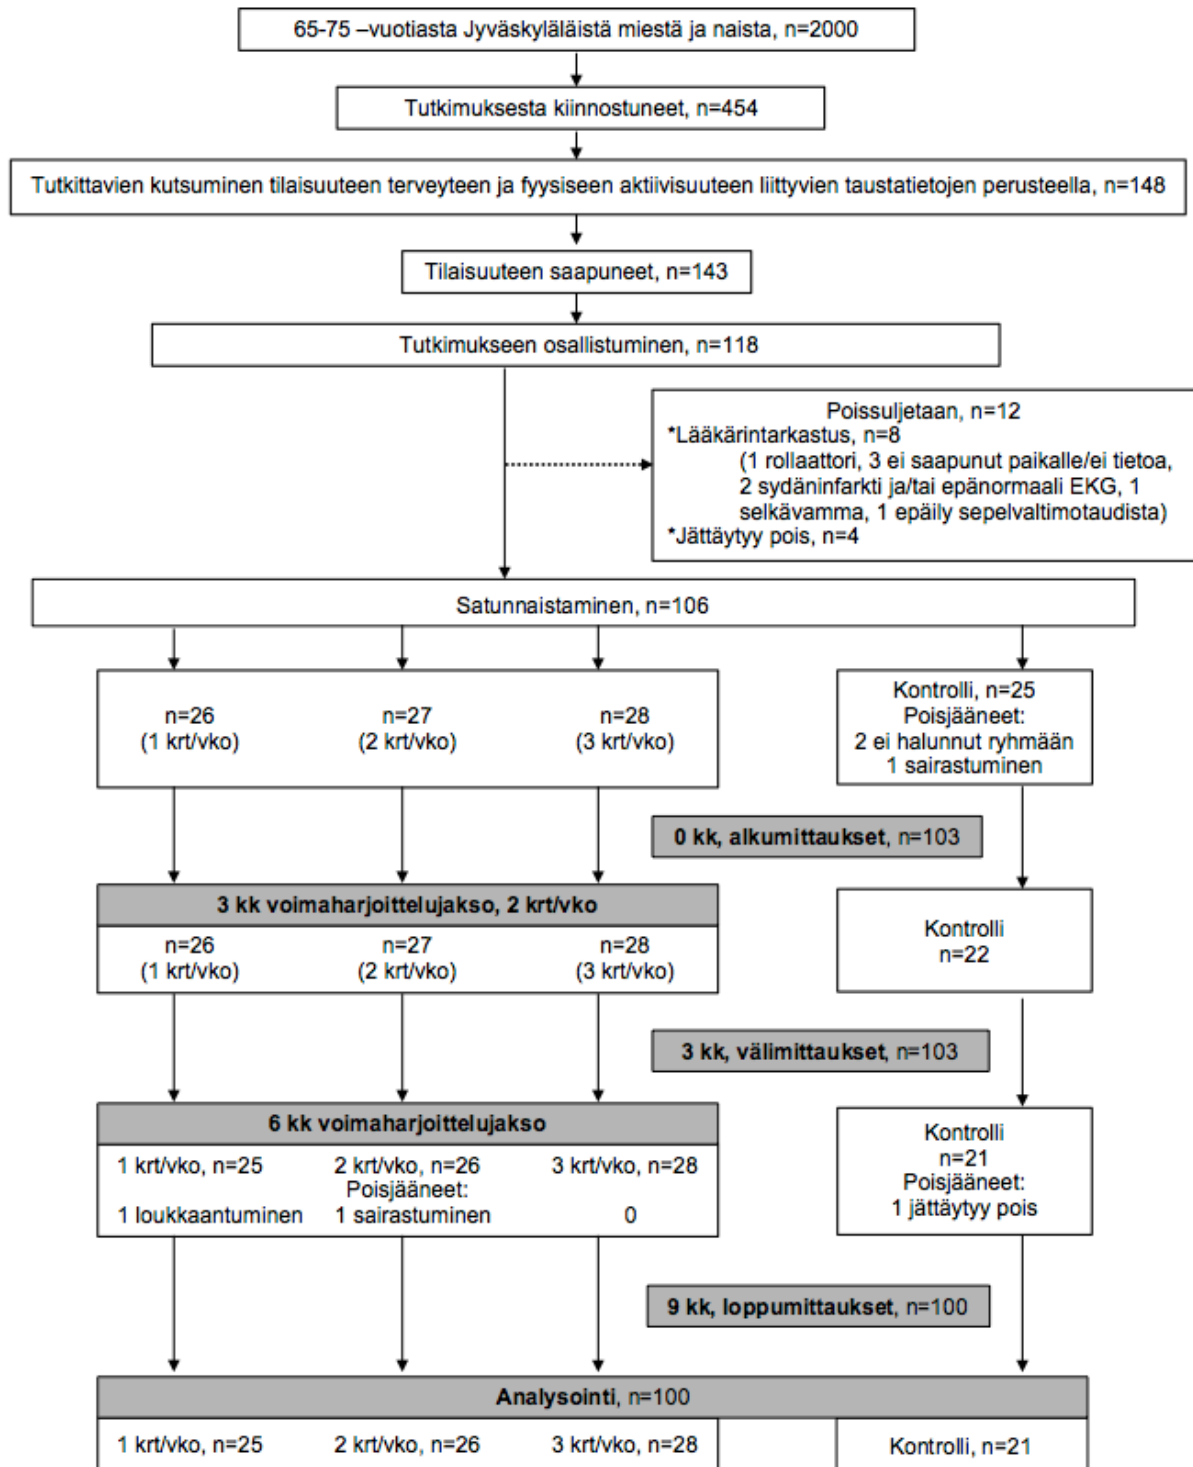 65-75 –vuotiasta Jyväskyläläistä miestä ja naista, n=2000
Tutkimuksesta kiinnostuneet, n=454
Tutkittavien kutsuminen tilaisuuteen terveyteen ja fyysiseen aktiivisuuteen liittyvien taustatietojen perusteella, n=148
Tilaisuuteen saapuneet, n=143
Tutkimukseen osallistuminen, n=118
Poissuljetaan, n=12
*Lääkärintarkastus, n=8
(1 rollaattori, 3 ei saapunut paikalle/ei tietoa,
2 sydäninfarkti ja/tai epänormaali EKG, 1
selkävamma, 1 epäily sepelvaltimotaudista)
*Jättäytyy pois, n=4
Satunnaistaminen, n=106
n=26 n=27 n=28
(1 krt/vko) (2 krt/vko) (3 krt/vko)
Kontrolli, n=25
Poisjääneet:
2 ei halunnut ryhmään
1 sairastuminen
0 kk, alkumittaukset, n=103
3 kk voimaharjoittelujakso, 2 krt/vko
n=26 n=27 n=28
(1 krt/vko) (2 krt/vko) (3 krt/vko)
Kontrolli
n=22
3 kk, välimittaukset, n=103
6 kk voimaharjoittelujakso
1 krt/vko, n=25 2 krt/vko, n=26 3 krt/vko, n=28
Poisjääneet:
1 loukkaantuminen 1 sairastuminen 0
Kontrolli
n=21
Poisjääneet:
1 jättäytyy pois
9 kk, loppumittaukset, n=100
Analysointi, n=100
1 krt/vko, n=25 2 krt/vko, n=26 3 krt/vko, n=28 Kontrolli, n=21